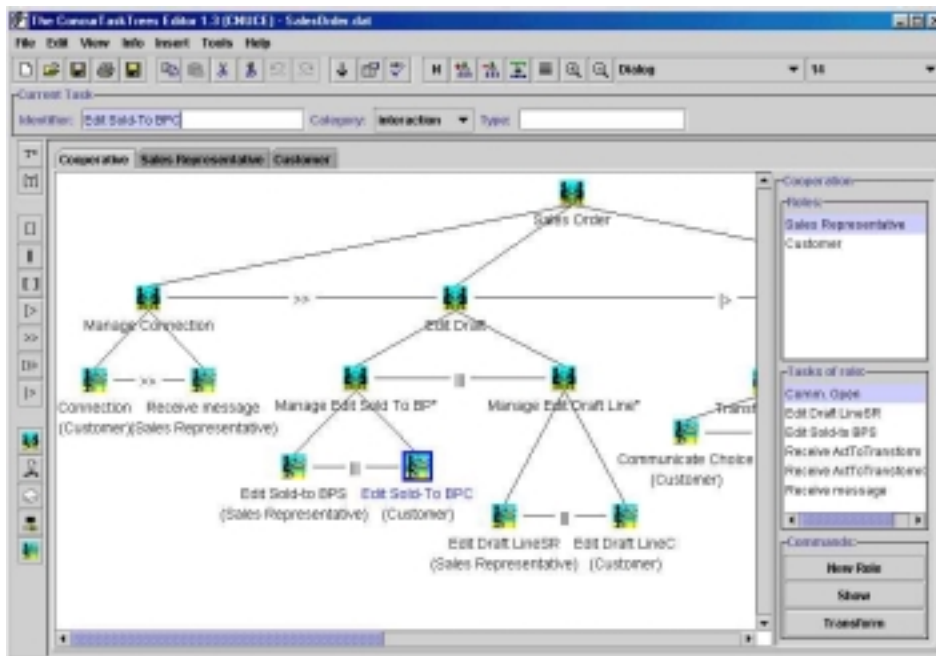 The ConcurTaskTrees Editor 1.3 (CNUCE) - SalesOrder.dat
File Edit View Info Insert Tools Help
Dialog 14
Current Task
Identifier: Edit Sold-To BPC Category: Interaction Type:
Cooperative Sales Representative Customer
Cooperation:
Roles:
Sales Representative
Customer
Sales Order
>> |>
Manage Connection Edit Draft
>> |||
Connection Receive message Manage Edit Sold To BP* Manage Edit Draft Line*
(Customer) (Sales Representative)
Communicate Choice
(Customer)
||| 
Edit Sold-to BPS Edit Sold-To BPC
(Sales Representative) (Customer)
Edit Draft LineSR Edit Draft LineC
(Sales Representative) (Customer)
Tasks of role:
Comm. Open
Edit Draft LineSR
Edit Sold-to BPS
Receive AdToTransform
Receive message
Commands:
New Role
Show
Transform